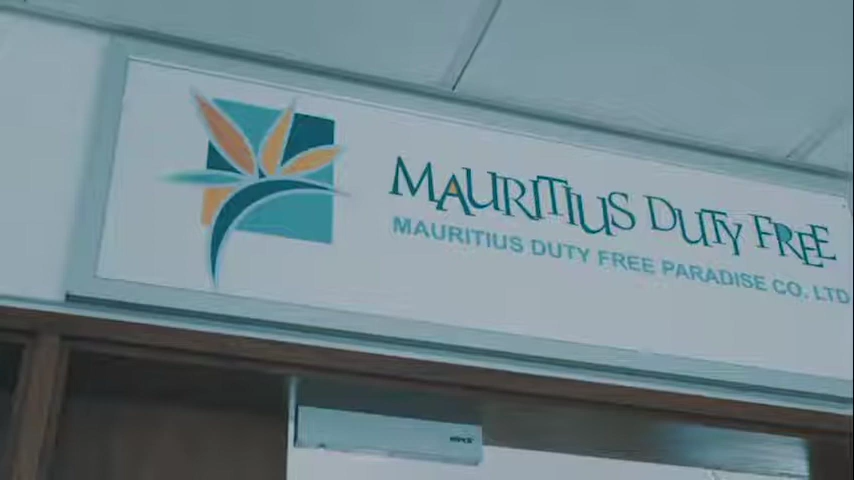 MAURITIUS DUTY FREE
MAURITIUS DUTY FREE PARADISE CO. LTD